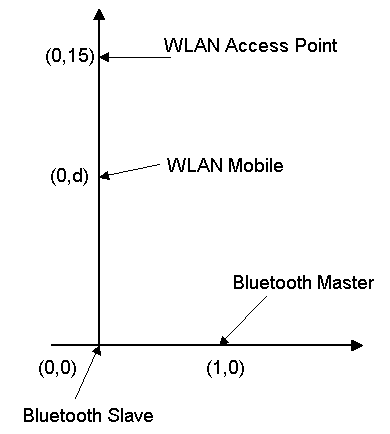 WLAN Access Point
(0,15)
WLAN Mobile
(0,d)
Bluetooth Master
(0,0)
(1,0)
Bluetooth Slave